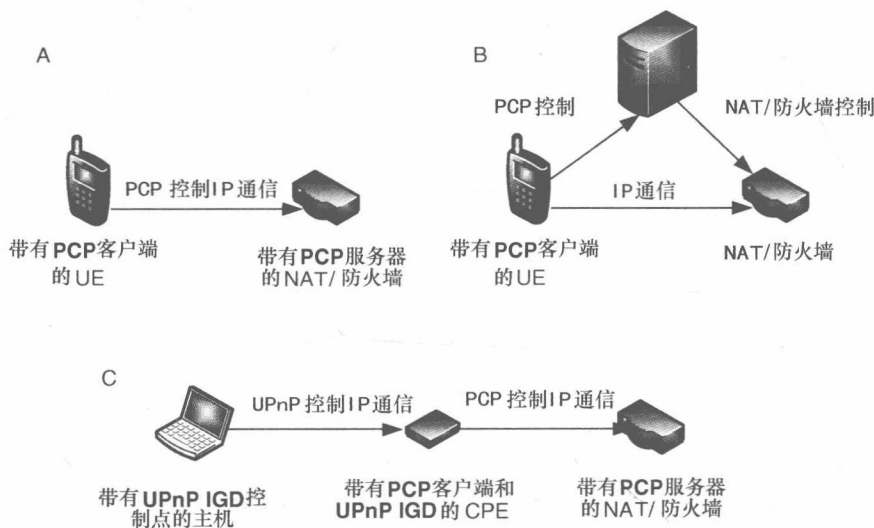 A
PCP 控制IP通信
带有PCP客户端
的UE
带有PCP服务器
的NAT/防火墙
B
PCP控制
NAT/防火墙控制
IP通信
带有PCP客户端
的UE
NAT/防火墙
C
UPnP 控制IP通信
PCP 控制IP通信
带有UPnP IGD控
制点的主机
带有PCP客户端和
UPnP IGD的CPE
带有PCP服务器
的NAT/防火墙